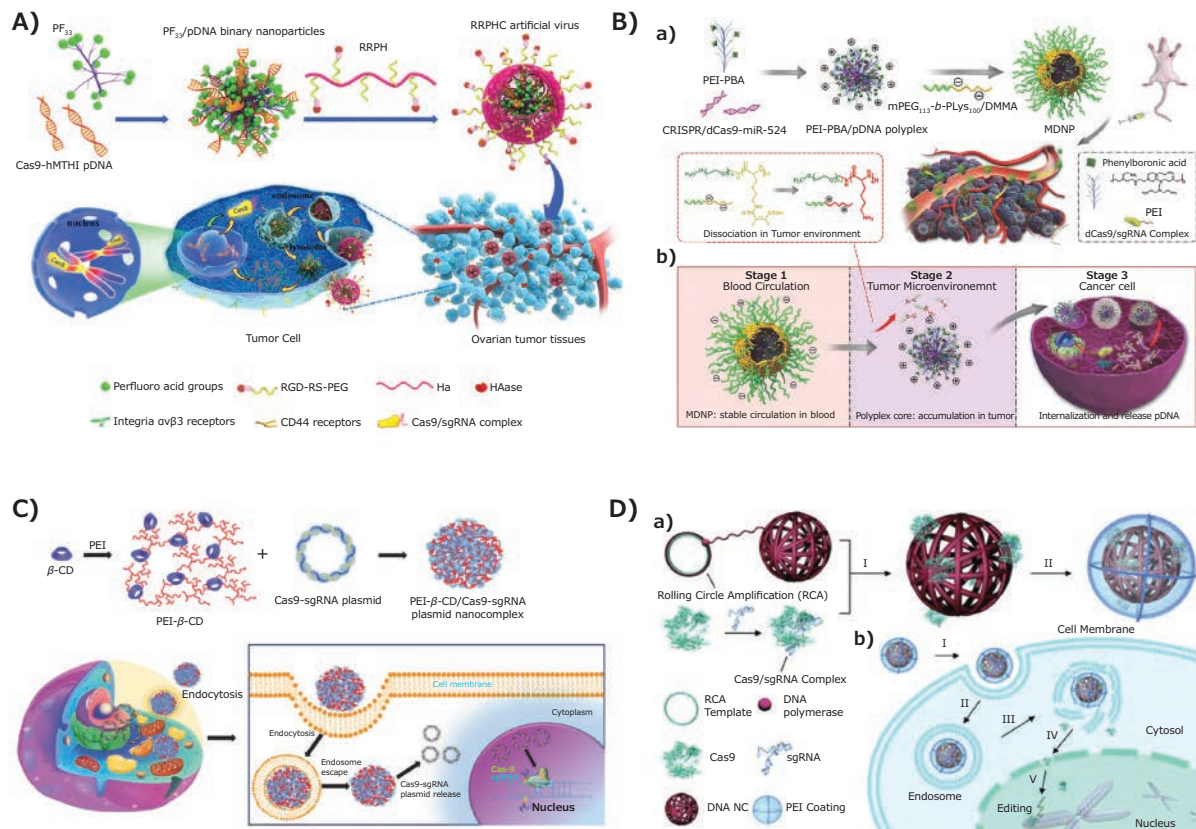 A)
PF33
PF33/pDNA binary nanoparticles
RRPH
RRPHC artificial virus
Cas9-hMTHI pDNA
nucleus
Cas9
Cas9
Cas9
endosome
Tumor Cell
Ovarian tumor tissues
Perfluoro acid groups
RGD-RS-PEG
Ha
HAase
Integria αvβ3 receptors
CD44 receptors
Cas9/sgRNA complex
B)
a)
PEI-PBA
CRISPR/dCas9-miR-524
PEI-PBA/pDNA polyplex
mPEG113-b-PLys100/DMMA
MDNP
Dissociation in Tumor environment
Phenylboronic acid
PEI
dCas9/sgRNA Complex
b)
Stage 1
Blood Circulation
MDNP: stable circulation in blood
Stage 2
Tumor Microvironemnt
Polyplex core: accumulation in tumor
Stage 3
Cancer cell
Internalization and release pDNA
C)
β-CD
PEI
PEI-β-CD
+
Cas9-sgRNA plasmid
PEI-β-CD/Cas9-sgRNA
plasmid nanocomplex
Endocytosis
Cell membrane
Cytoplasm
Endocytosis
Endosome
escape
Cas9-sgRNA
plasmid release
Cas-9
Nucleus
D)
a)
Rolling Circle Amplification (RCA)
I
II
Cas9/sgRNA Complex
RCA
Template
DNA
polymerase
Cas9
sgRNA
DNA NC
PEI Coating
b)
Cell Membrane
I
II
III
IV
V
Cytosol
Endosome
Editing
Nucleus